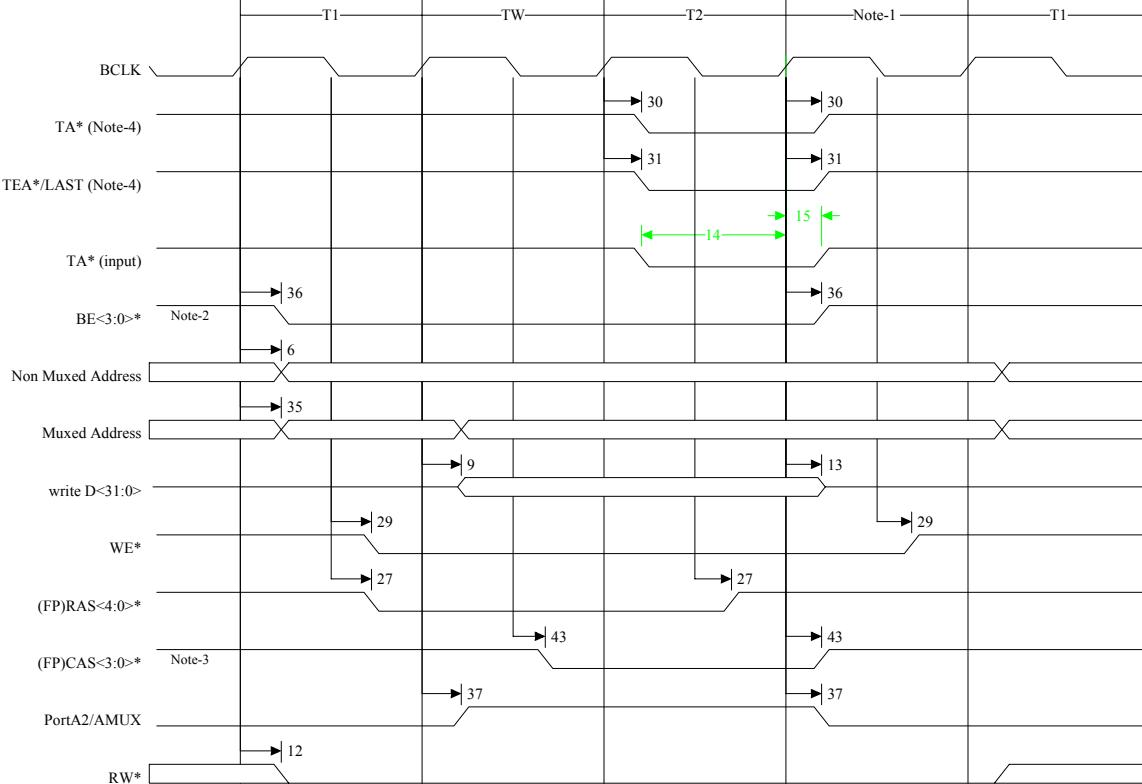 T1 TW T2 Note-1 T1
BCLK
30 30
TA* (Note-4)
31 31
TEA*/LAST (Note-4)
15
14
TA* (input)
36 36
BE<3:0>* Note-2
6
Non Muxed Address
35
Muxed Address
9 13
write D<31:0>
29 29
WE*
27 27
(FP)RAS<4:0>*
43 43
(FP)CAS<3:0>* Note-3
37 37
PortA2/AMUX
12
RW*